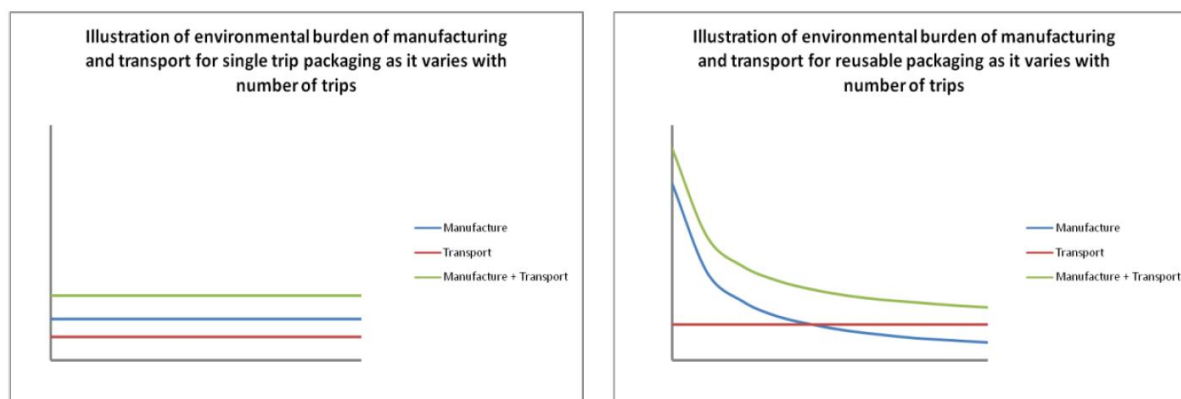 Illustration of environmental burden of manufacturing
and transport for single trip packaging as it varies with
number of trips
Manufacture
Transport
Manufacture + Transport
Illustration of environmental burden of manufacturing
and transport for reusable packaging as it varies with
number of trips
Manufacture
Transport
Manufacture + Transport